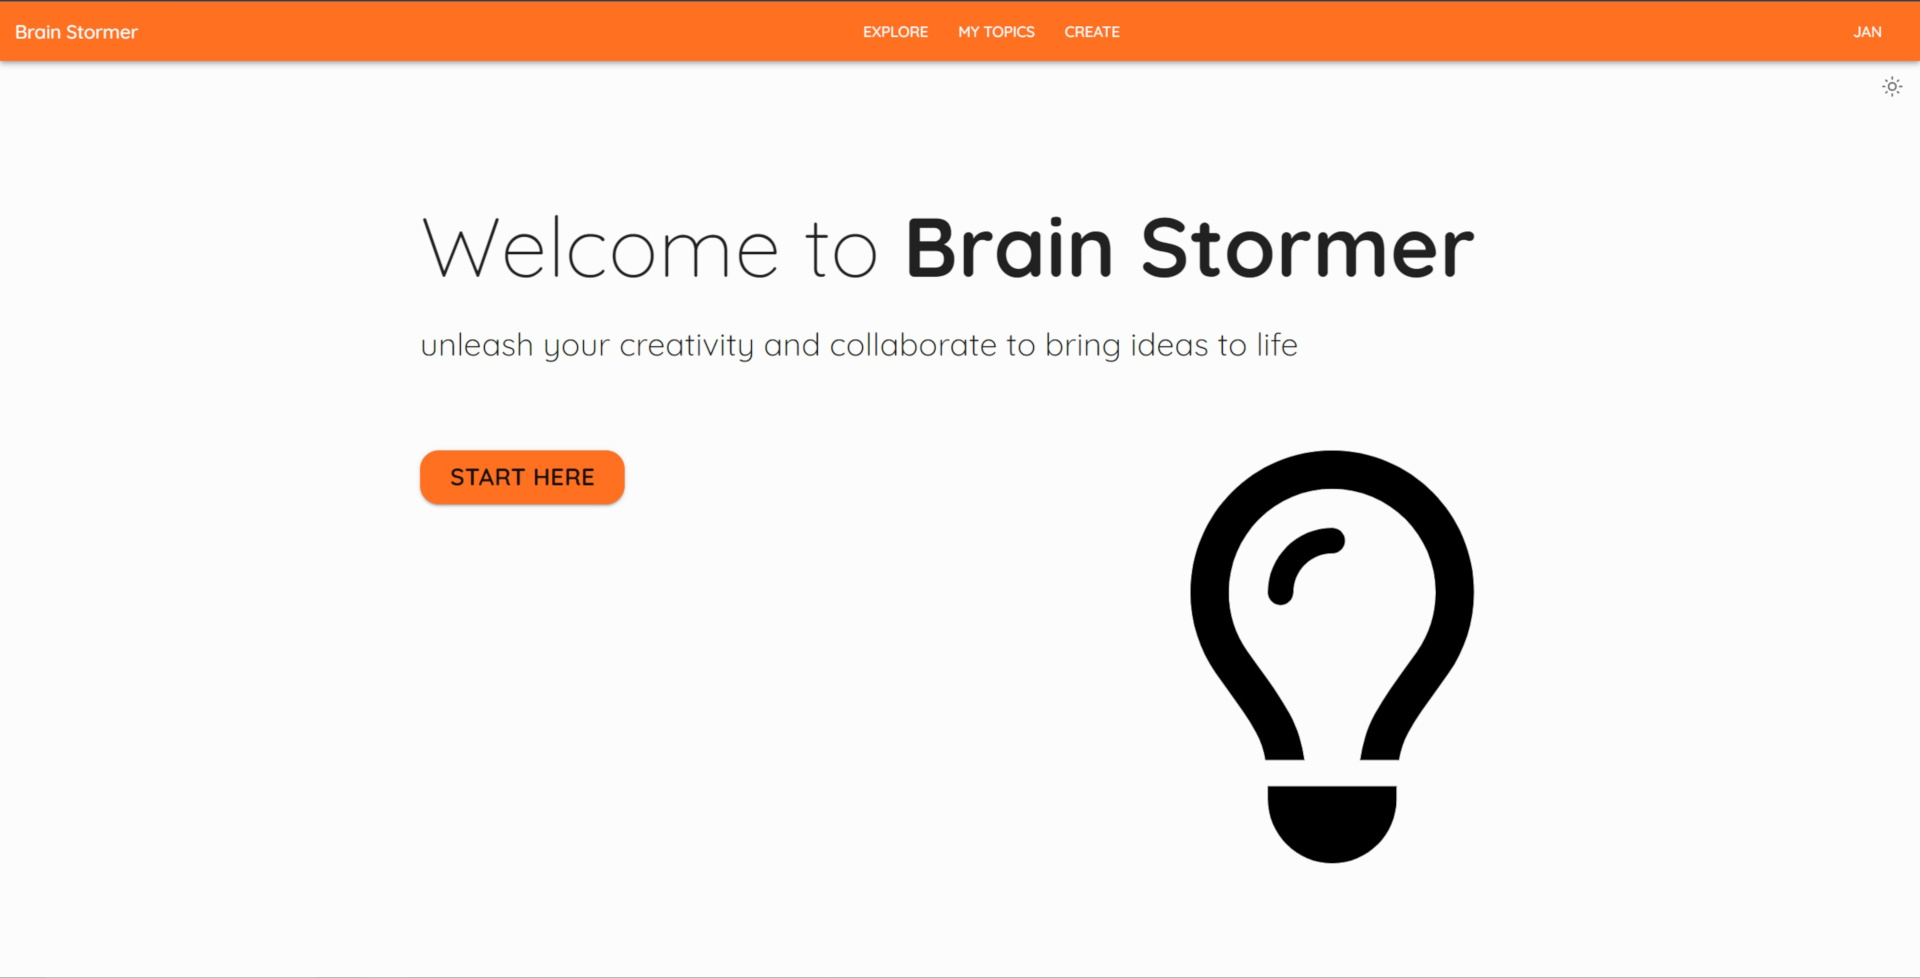 Brain Stormer EXPLORE MY TOPICS CREATE JAN
Welcome to Brain Stormer
unleash your creativity and collaborate to bring ideas to life
START HERE